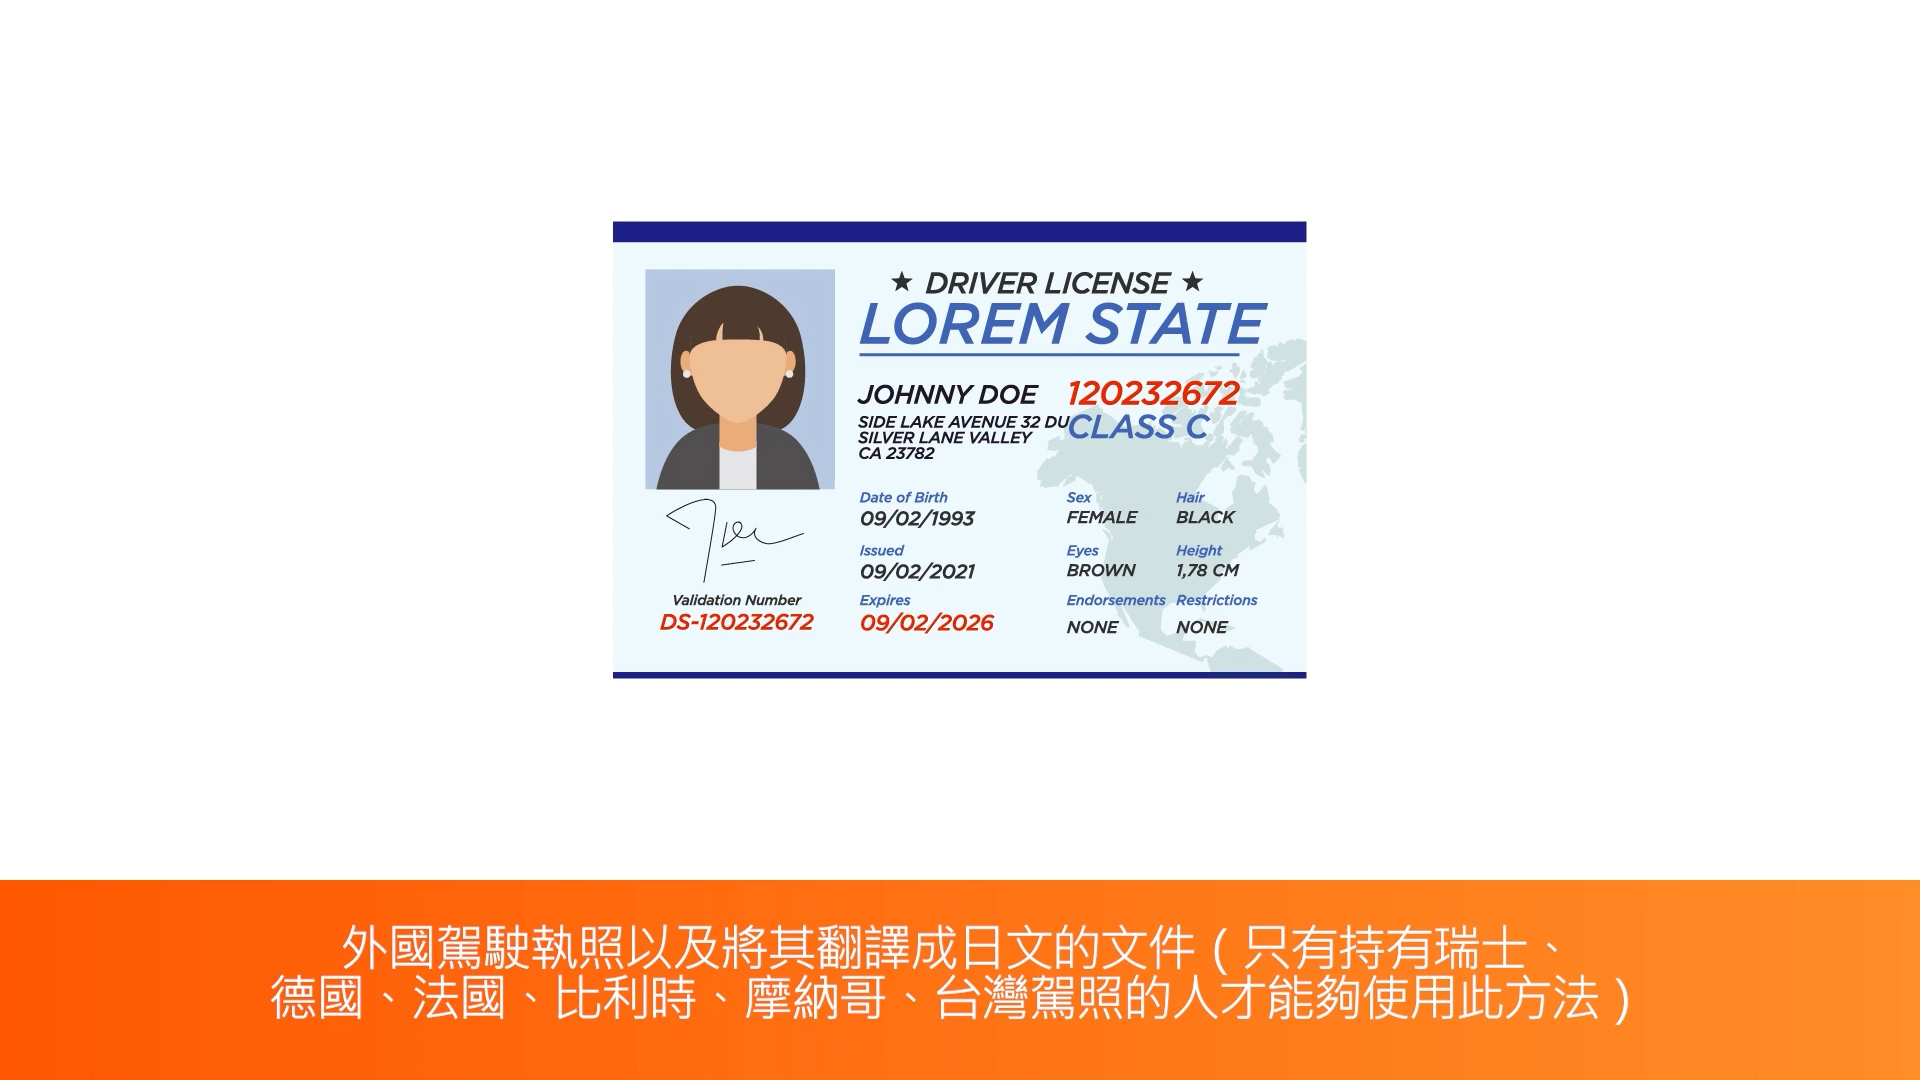 ★ DRIVER LICENSE ★
LOREM STATE
JOHNNY DOE
120232672
SIDE LAKE AVENUE 32 DU
CLASS C
SILVER LANE VALLEY
CA 23782
Date of Birth
Sex
Hair
09/02/1993
FEMALE
BLACK
Issued
Eyes
Height
09/02/2021
BROWN
1,78 CM
Validation Number
Expires
Endorsements
Restrictions
DS-120232672
09/02/2026
NONE
NONE
外國駕駛執照以及將其翻譯成日文的文件（只有持有瑞士、
德國、法國、比利時、摩納哥、台灣駕照的人才能夠使用此方法）